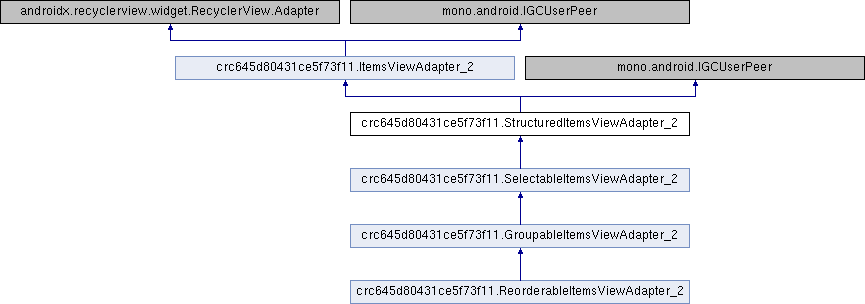 androidx.recyclerview.widget.RecyclerView.Adapter
mono.android.IGCUserPeer
crc645d80431ce5f73f11.ItemsViewAdapter_2
mono.android.IGCUserPeer
crc645d80431ce5f73f11.StructuredItemsViewAdapter_2
crc645d80431ce5f73f11.SelectableItemsViewAdapter_2
crc645d80431ce5f73f11.GroupableItemsViewAdapter_2
crc645d80431ce5f73f11.ReorderableItemsViewAdapter_2